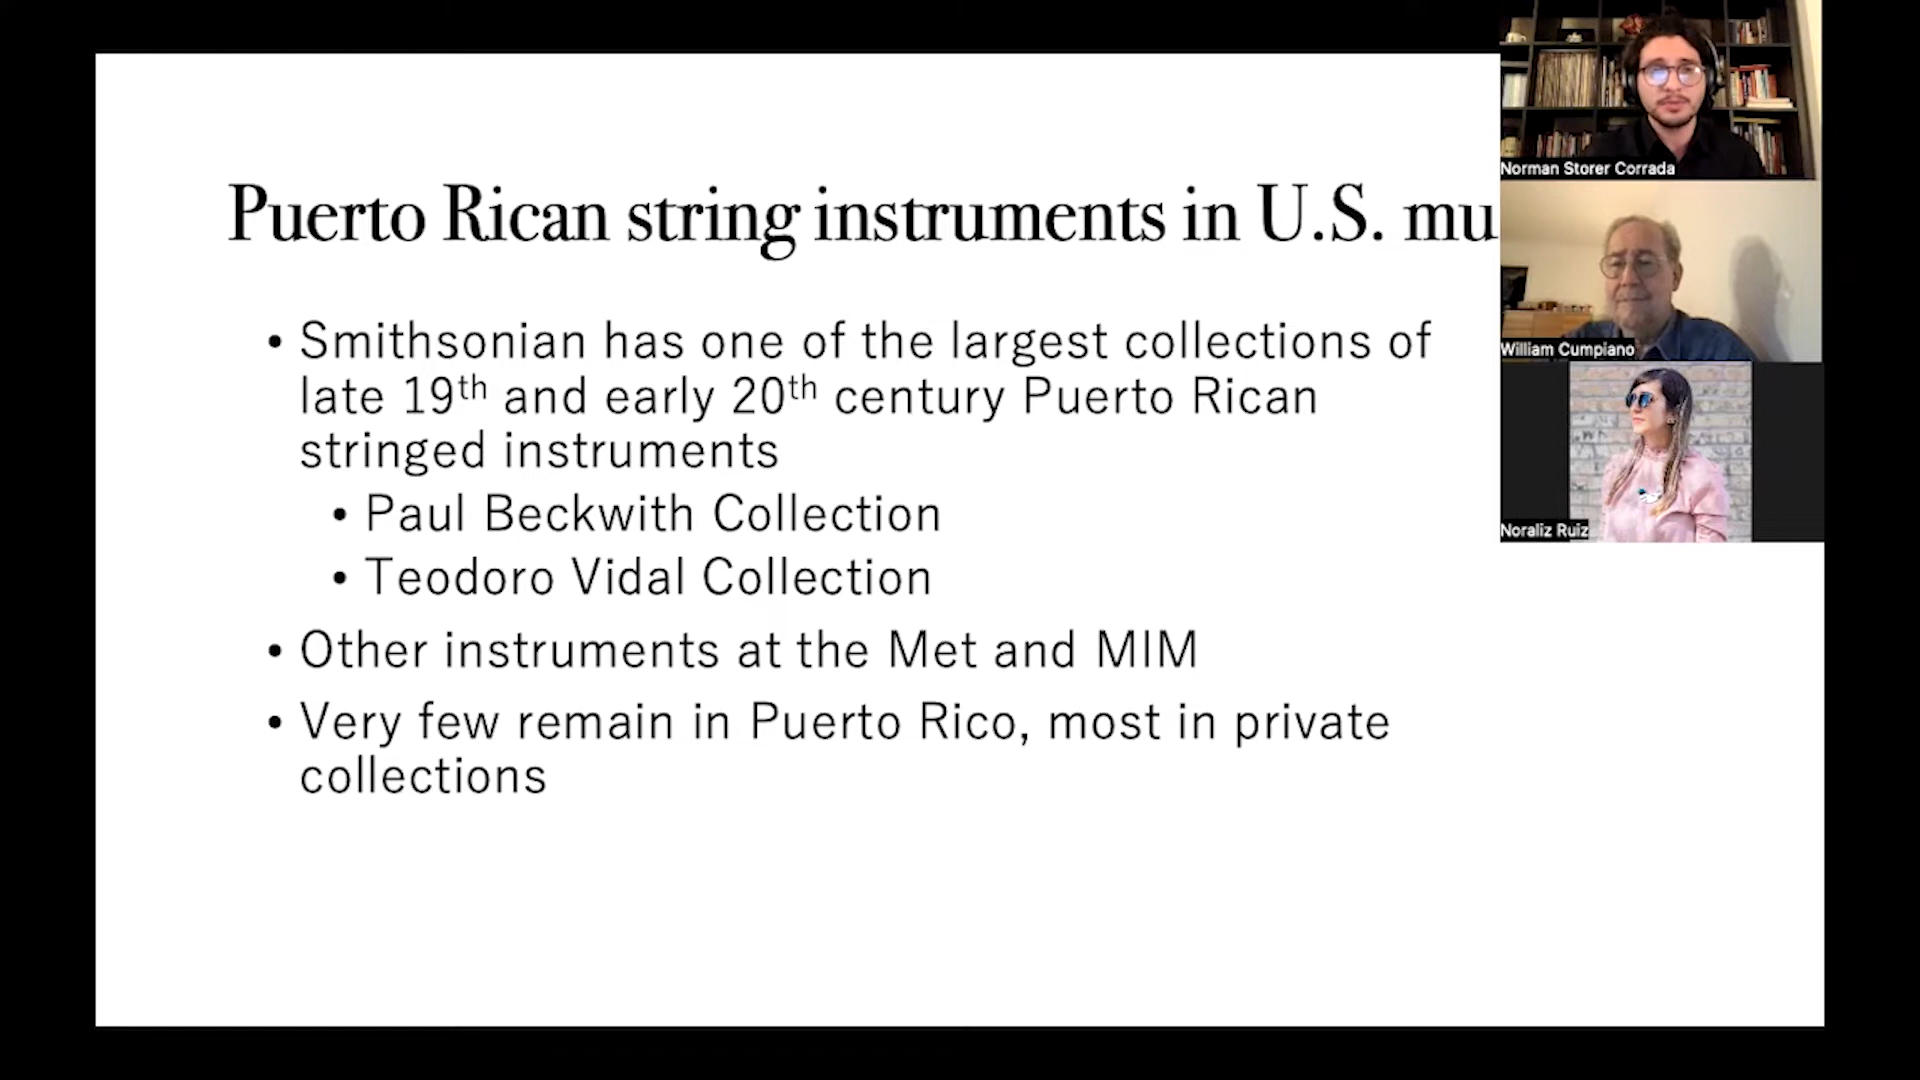 Puerto Rican string instruments in U.S. mu
• Smithsonian has one of the largest collections of
late 19th and early 20th century Puerto Rican
stringed instruments
• Paul Beckwith Collection
• Teodoro Vidal Collection
• Other instruments at the Met and MIM
• Very few remain in Puerto Rico, most in private
collections
Norman Storer Corrada
William Cumpiano
Noraliz Ruiz